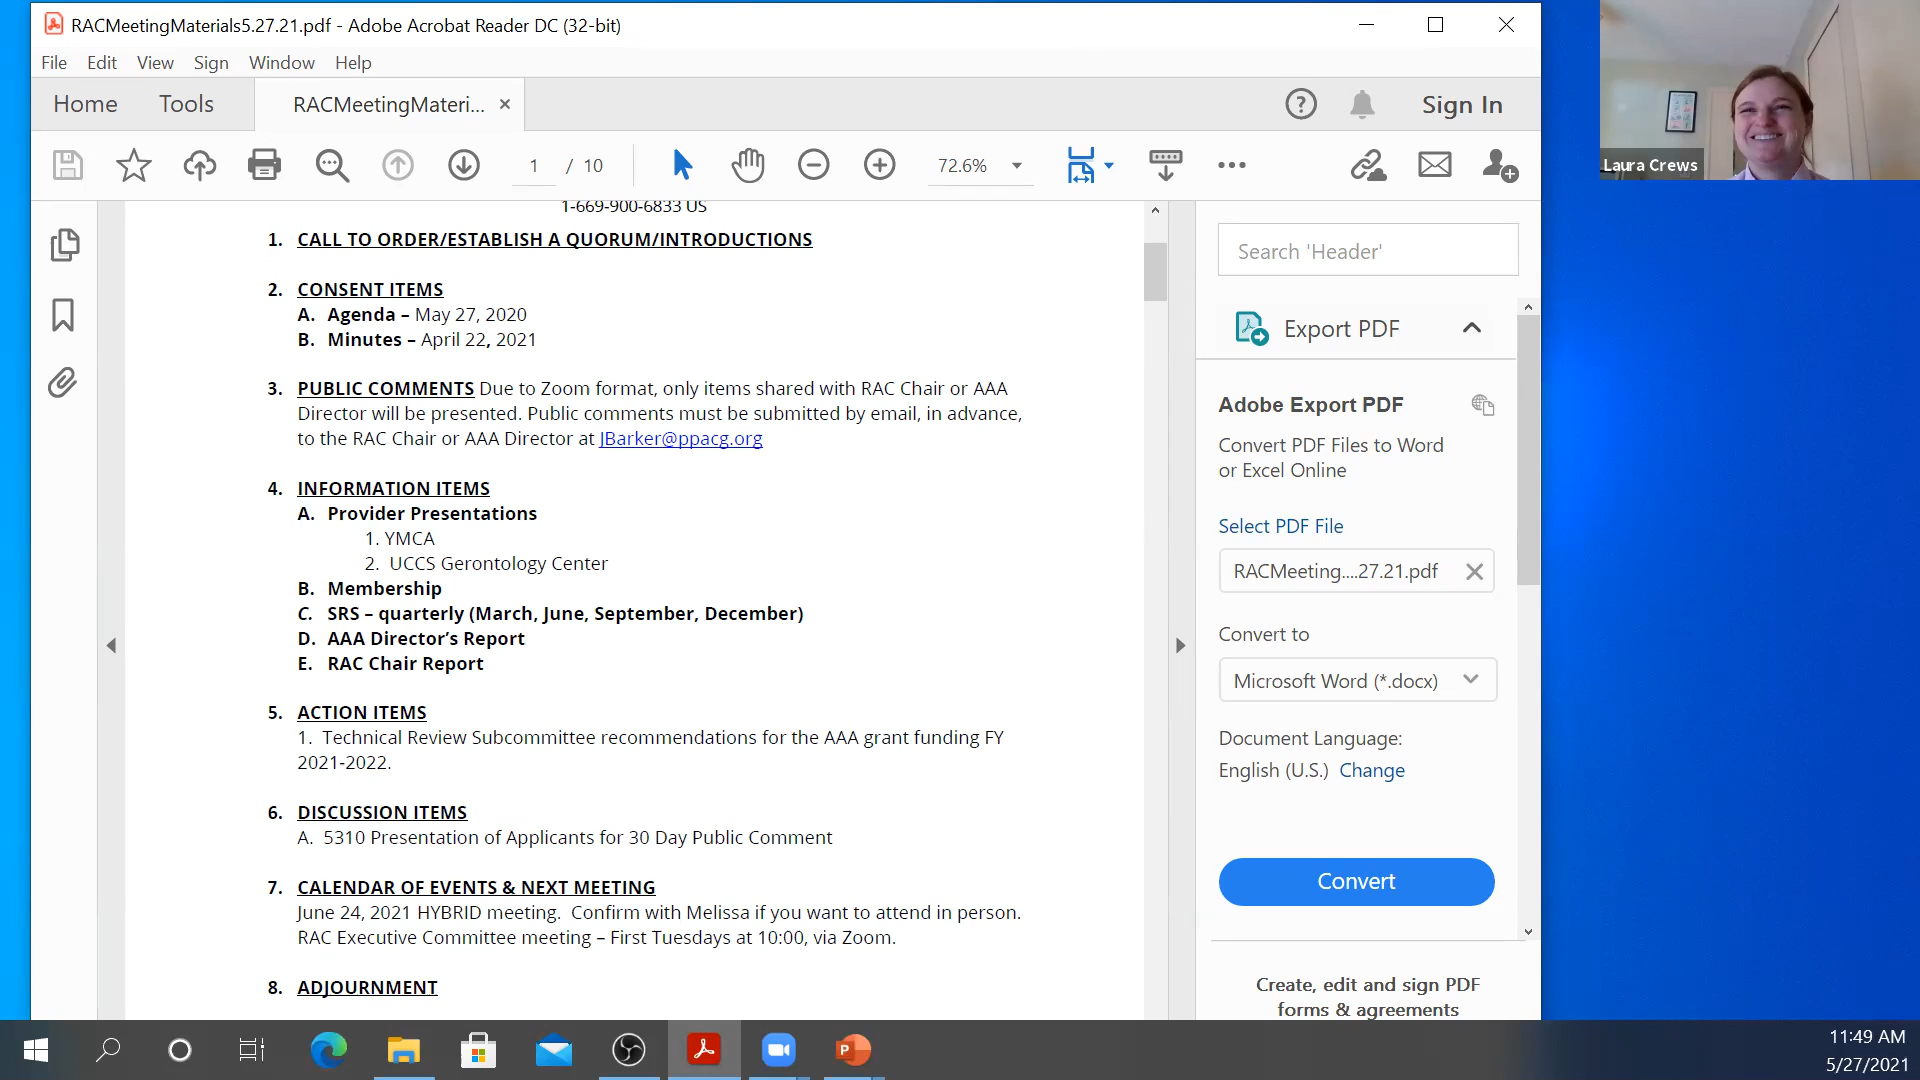 RACMeetingMaterials5.27.21.pdf - Adobe Acrobat Reader DC (32-bit)
File Edit View Sign Window Help
Home Tools RACMeetingMateri... × Sign In
1 / 10 72.6%
1-669-900-6833 US
1. CALL TO ORDER/ESTABLISH A QUORUM/INTRODUCTIONS
2. CONSENT ITEMS
A. Agenda – May 27, 2020
B. Minutes – April 22, 2021
3. PUBLIC COMMENTS Due to Zoom format, only items shared with RAC Chair or AAA
Director will be presented. Public comments must be submitted by email, in advance,
to the RAC Chair or AAA Director at JBarker@ppacg.org
4. INFORMATION ITEMS
A. Provider Presentations
1. YMCA
2. UCCS Gerontology Center
B. Membership
C. SRS – quarterly (March, June, September, December)
D. AAA Director’s Report
E. RAC Chair Report
5. ACTION ITEMS
1. Technical Review Subcommittee recommendations for the AAA grant funding FY
2021-2022.
6. DISCUSSION ITEMS
A. 5310 Presentation of Applicants for 30 Day Public Comment
7. CALENDAR OF EVENTS & NEXT MEETING
June 24, 2021 HYBRID meeting. Confirm with Melissa if you want to attend in person.
RAC Executive Committee meeting – First Tuesdays at 10:00, via Zoom.
8. ADJOURNMENT
Search 'Header'
Export PDF
Adobe Export PDF
Convert PDF Files to Word
or Excel Online
Select PDF File
RACMeeting....27.21.pdf
Convert to
Microsoft Word (*.docx)
Document Language:
English (U.S.) Change
Convert
Create, edit and sign PDF
forms & agreements
Laura Crews
11:49 AM
5/27/2021